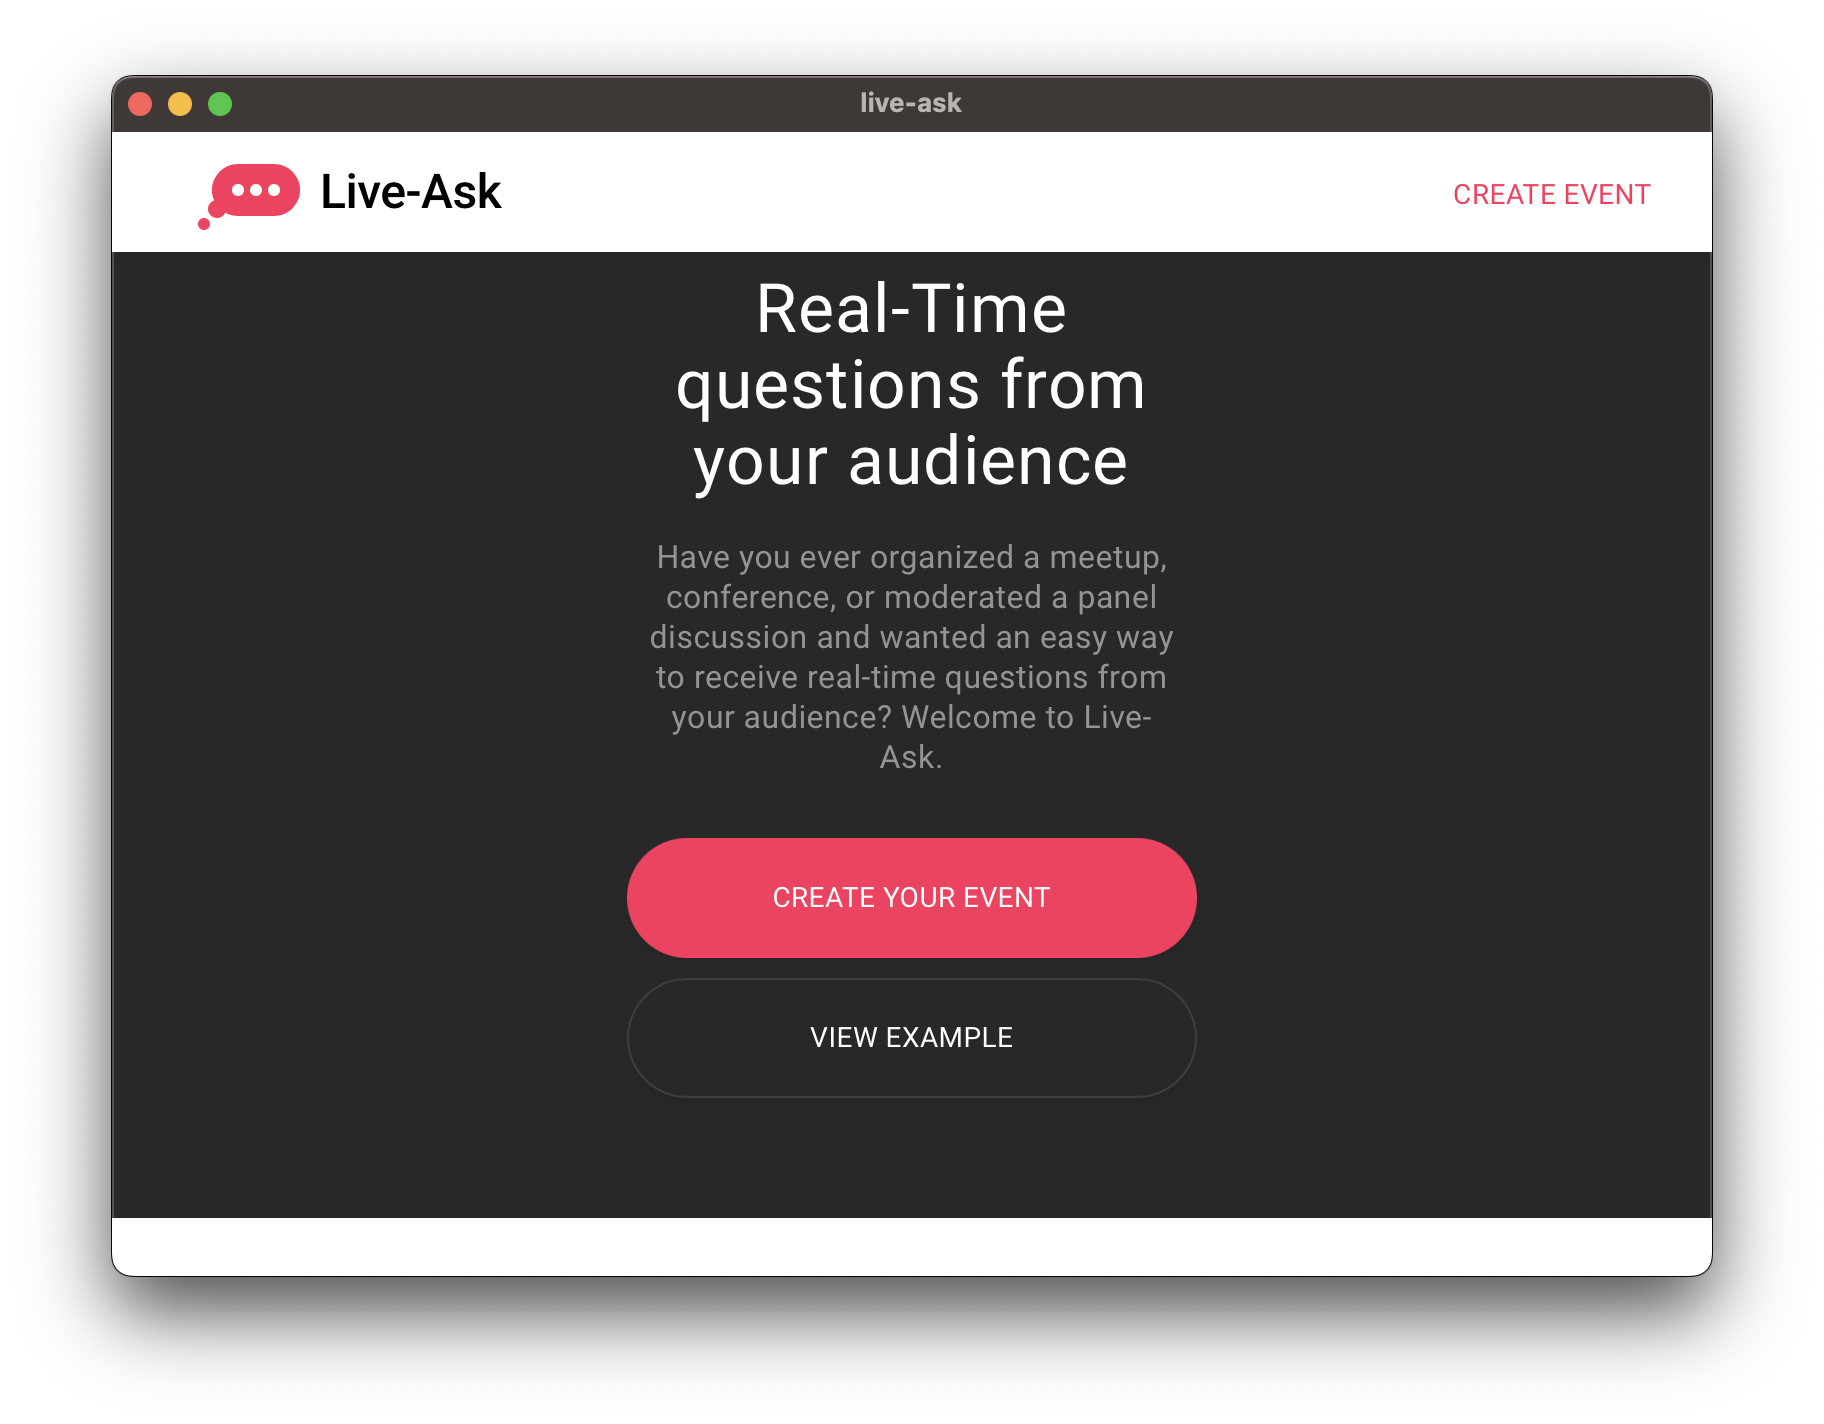 live-ask
Live-Ask
CREATE EVENT
Real-Time
questions from
your audience
Have you ever organized a meetup,
conference, or moderated a panel
discussion and wanted an easy way
to receive real-time questions from
your audience? Welcome to Live-
Ask.
CREATE YOUR EVENT
VIEW EXAMPLE